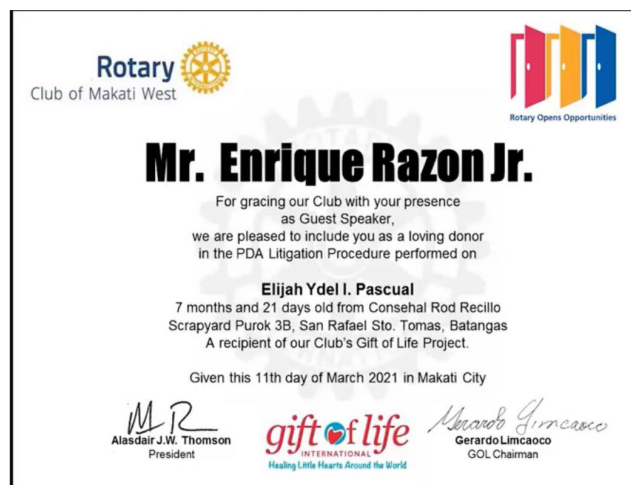 Rotary
Club of Makati West
Rotary Opens Opportunities
Mr. Enrique Razon Jr.
For gracing our Club with your presence
as Guest Speaker,
we are pleased to include you as a loving donor
in the PDA Litigation Procedure performed on
Elijah Ydel I. Pascual
7 months and 21 days old from Consehal Rod Recillo
Scrapyard Purok 3B, San Rafael Sto. Tomas, Batangas
A recipient of our Club's Gift of Life Project.
Given this 11th day of March 2021 in Makati City
Alasdair J.W. Thomson
President
gift of life
INTERNATIONAL
Healing Little Hearts Around the World
Gerardo Limcaoco
Gerardo Limcaoco
GOL Chairman